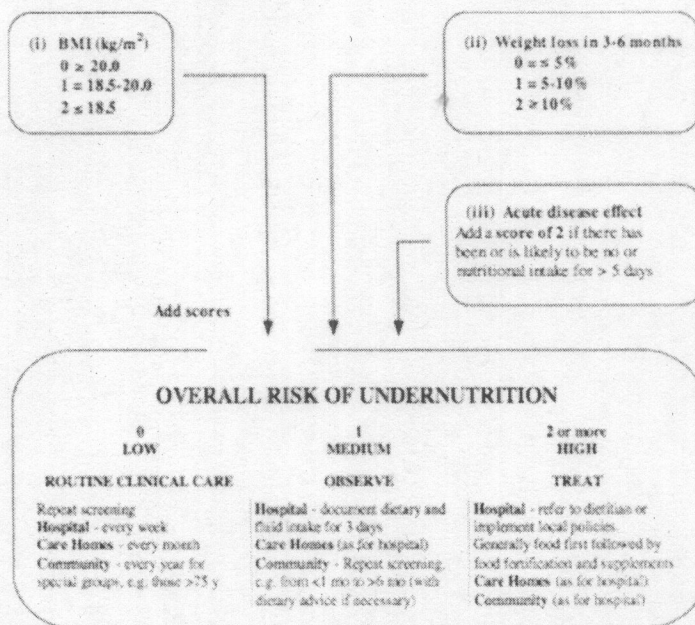 (i) BMI (kg/m²)
0 ≥ 20.0
1 = 18.5-20.0
2 ≤ 18.5
(ii) Weight loss in 3-6 months
0 = ≤ 5%
1 = 5-10%
2 ≥ 10%
(iii) Acute disease effect
Add a score of 2 if there has
been or is likely to be no or
nutritional intake for > 5 days
Add scores
OVERALL RISK OF UNDERNUTRITION
0
LOW
ROUTINE CLINICAL CARE
Repeat screening
Hospital - every week
Care Homes - every month
Community - every year for
special groups, e.g. those >75 y
1
MEDIUM
OBSERVE
Hospital - document dietary and
fluid intake for 3 days
Care Homes (as for hospital)
Community - Repeat screening,
e.g. from <1 mo to >6 mo (with
dietary advice if necessary)
2 or more
HIGH
TREAT
Hospital - refer to dietitian or
implement local policies.
Generally food first followed by
food fortification and supplements
Care Homes (as for hospital)
Community (as for hospital)